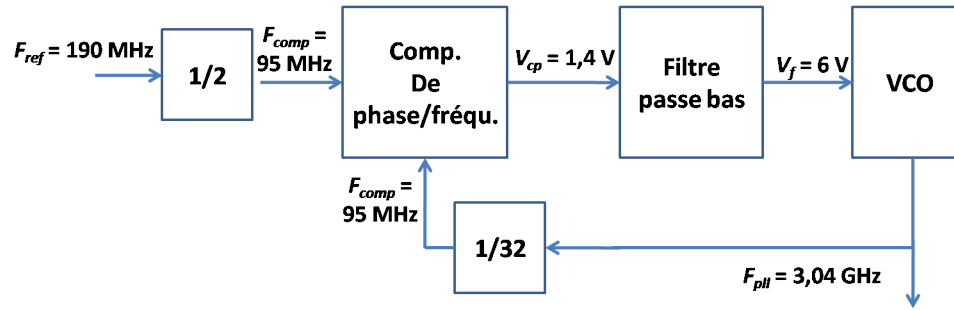 F_ref = 190 MHz
1/2
F_comp =
95 MHz
Comp.
De
phase/fréqu.
V_cp = 1,4 V
Filtre
passe bas
V_f = 6 V
VCO
F_comp =
95 MHz
1/32
F_pll = 3,04 GHz